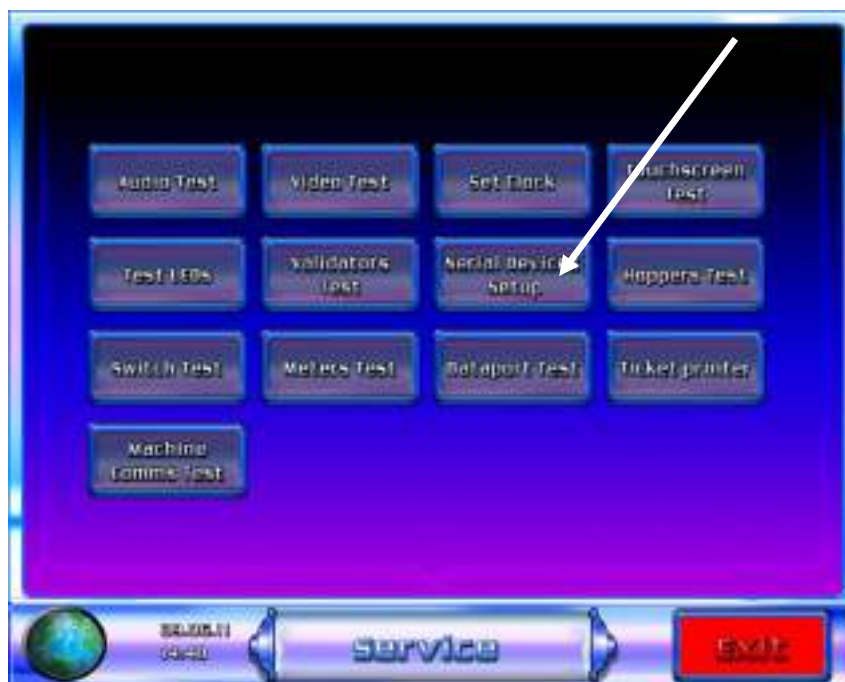 Audio Test
Video Test
Set Clock
Touchscreen
Test
Test LEDs
Validators
Test
Serial Device
Setup
Hoppers Test
Switch Test
Meters Test
Dataport Test
Ticket printer
Machine
Comms Test
Service
Exit